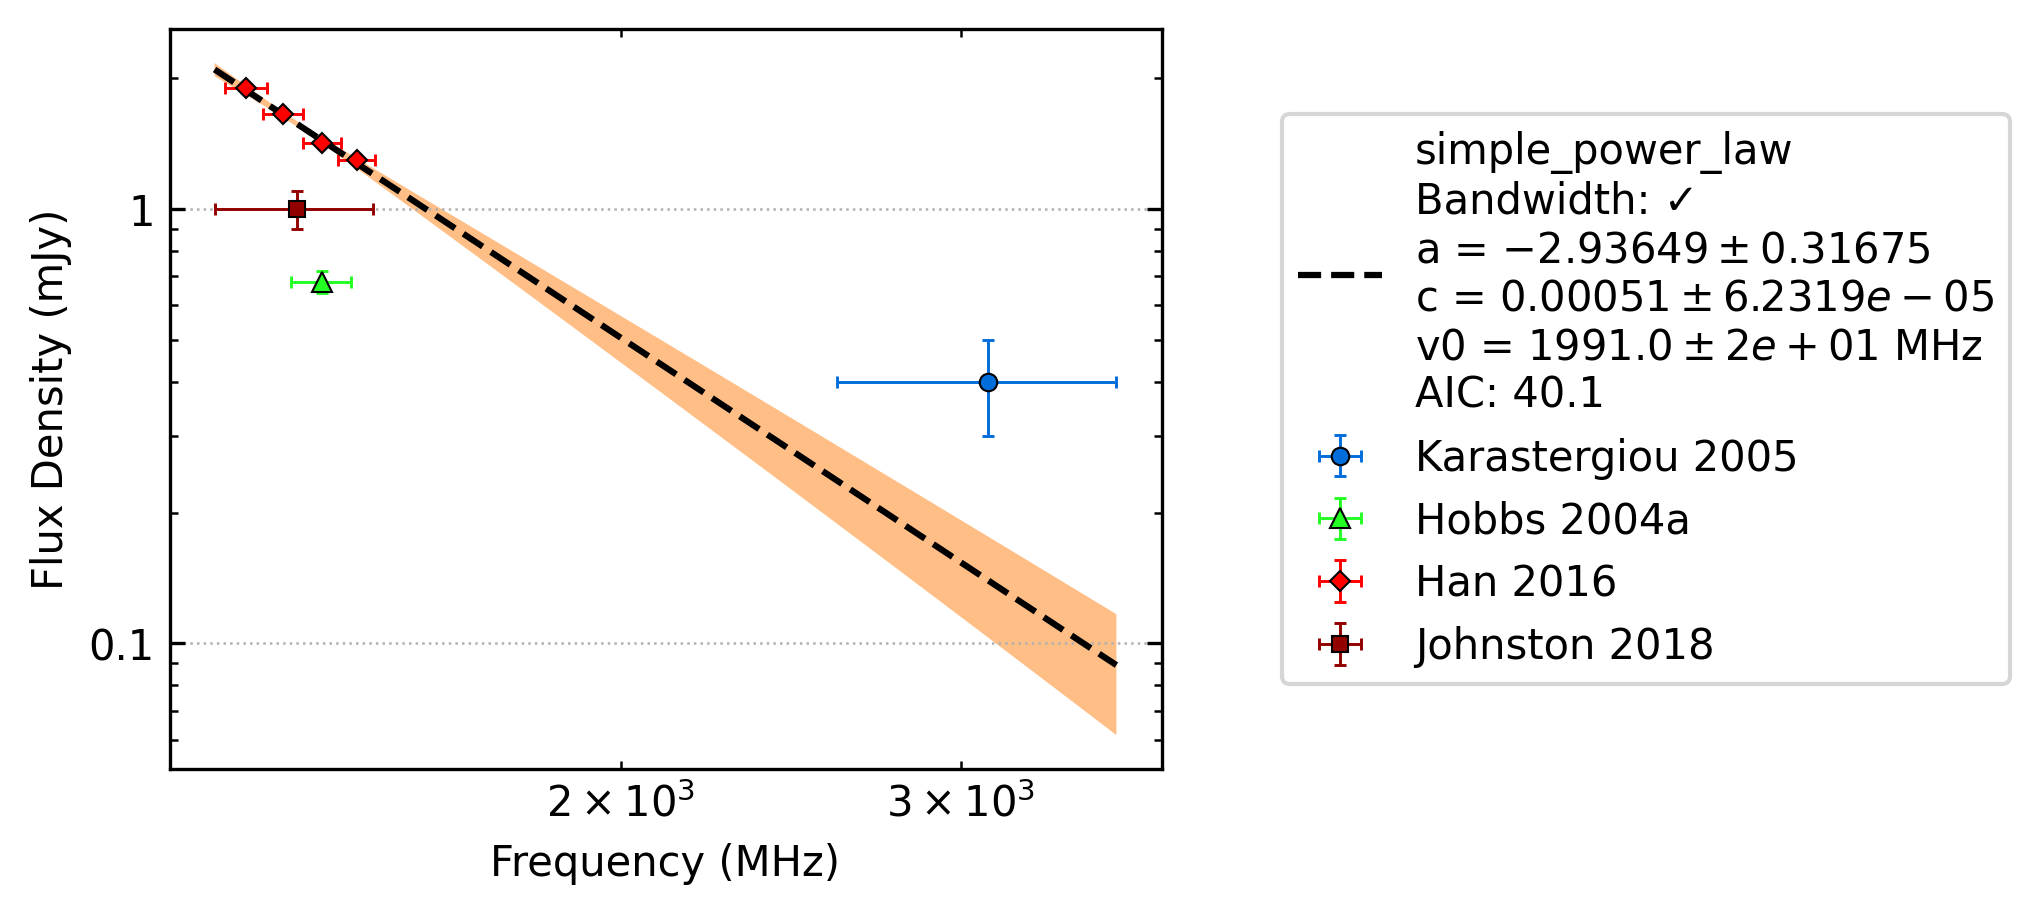 1
0.1
Flux Density (mJy)
2 × 10³
3 × 10³
Frequency (MHz)
simple_power_law
Bandwidth: ✓
a = −2.93649 ± 0.31675
c = 0.00051 ± 6.2319e − 05
v0 = 1991.0 ± 2e + 01 MHz
AIC: 40.1
Karastergiou 2005
Hobbs 2004a
Han 2016
Johnston 2018